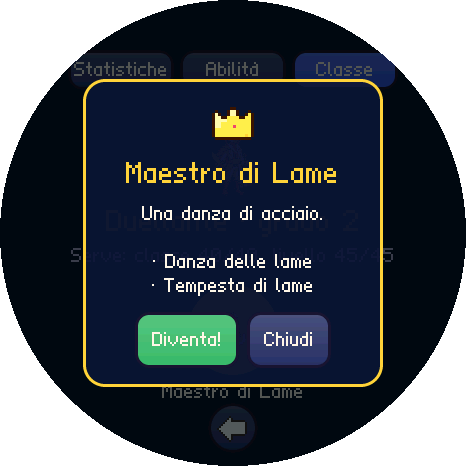 Statistiche Abilità Classe
Maestro di Lame
Una danza di acciaio.
· Danza delle lame
· Tempesta di lame
Diventa! Chiudi
Maestro di Lame